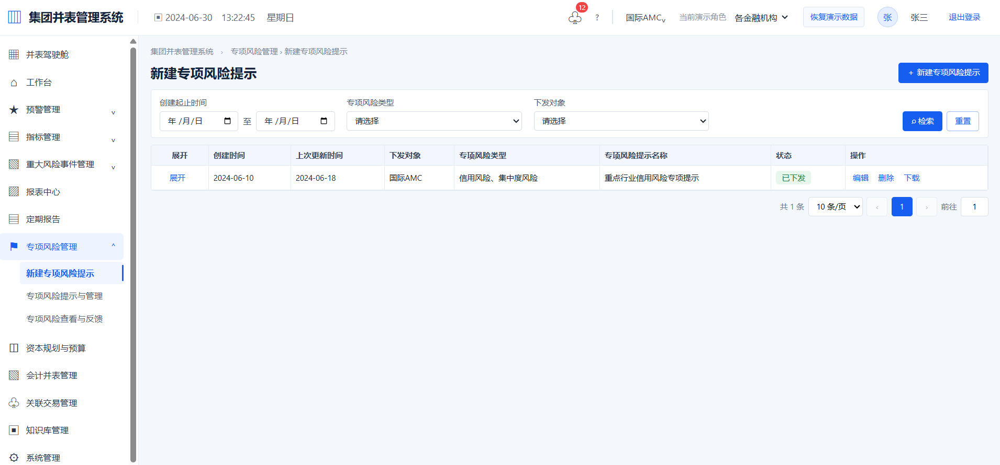 集团并表管理系统
2024-06-30 13:22:45 星期日
12
?
国际AMC
当前演示角色 各金融机构
恢复演示数据
张
张三
退出登录
并表驾驶舱
工作台
预警管理
指标管理
重大风险事件管理
报表中心
定期报告
专项风险管理
新建专项风险提示
专项风险提示与管理
专项风险查看与反馈
资本规划与预算
会计并表管理
关联交易管理
知识库管理
系统管理
集团并表管理系统 › 专项风险管理 › 新建专项风险提示
新建专项风险提示
+ 新建专项风险提示
创建起止时间 专项风险类型 下发对象
年 /月/日 至 年 /月/日 请选择 请选择 检索 重置
展开 创建时间 上次更新时间 下发对象 专项风险类型 专项风险提示名称 状态 操作
展开 2024-06-10 2024-06-18 国际AMC 信用风险、集中度风险 重点行业信用风险专项提示 已下发 编辑 删除 下载
共 1 条 10 条/页 ‹ 1 › 前往 1